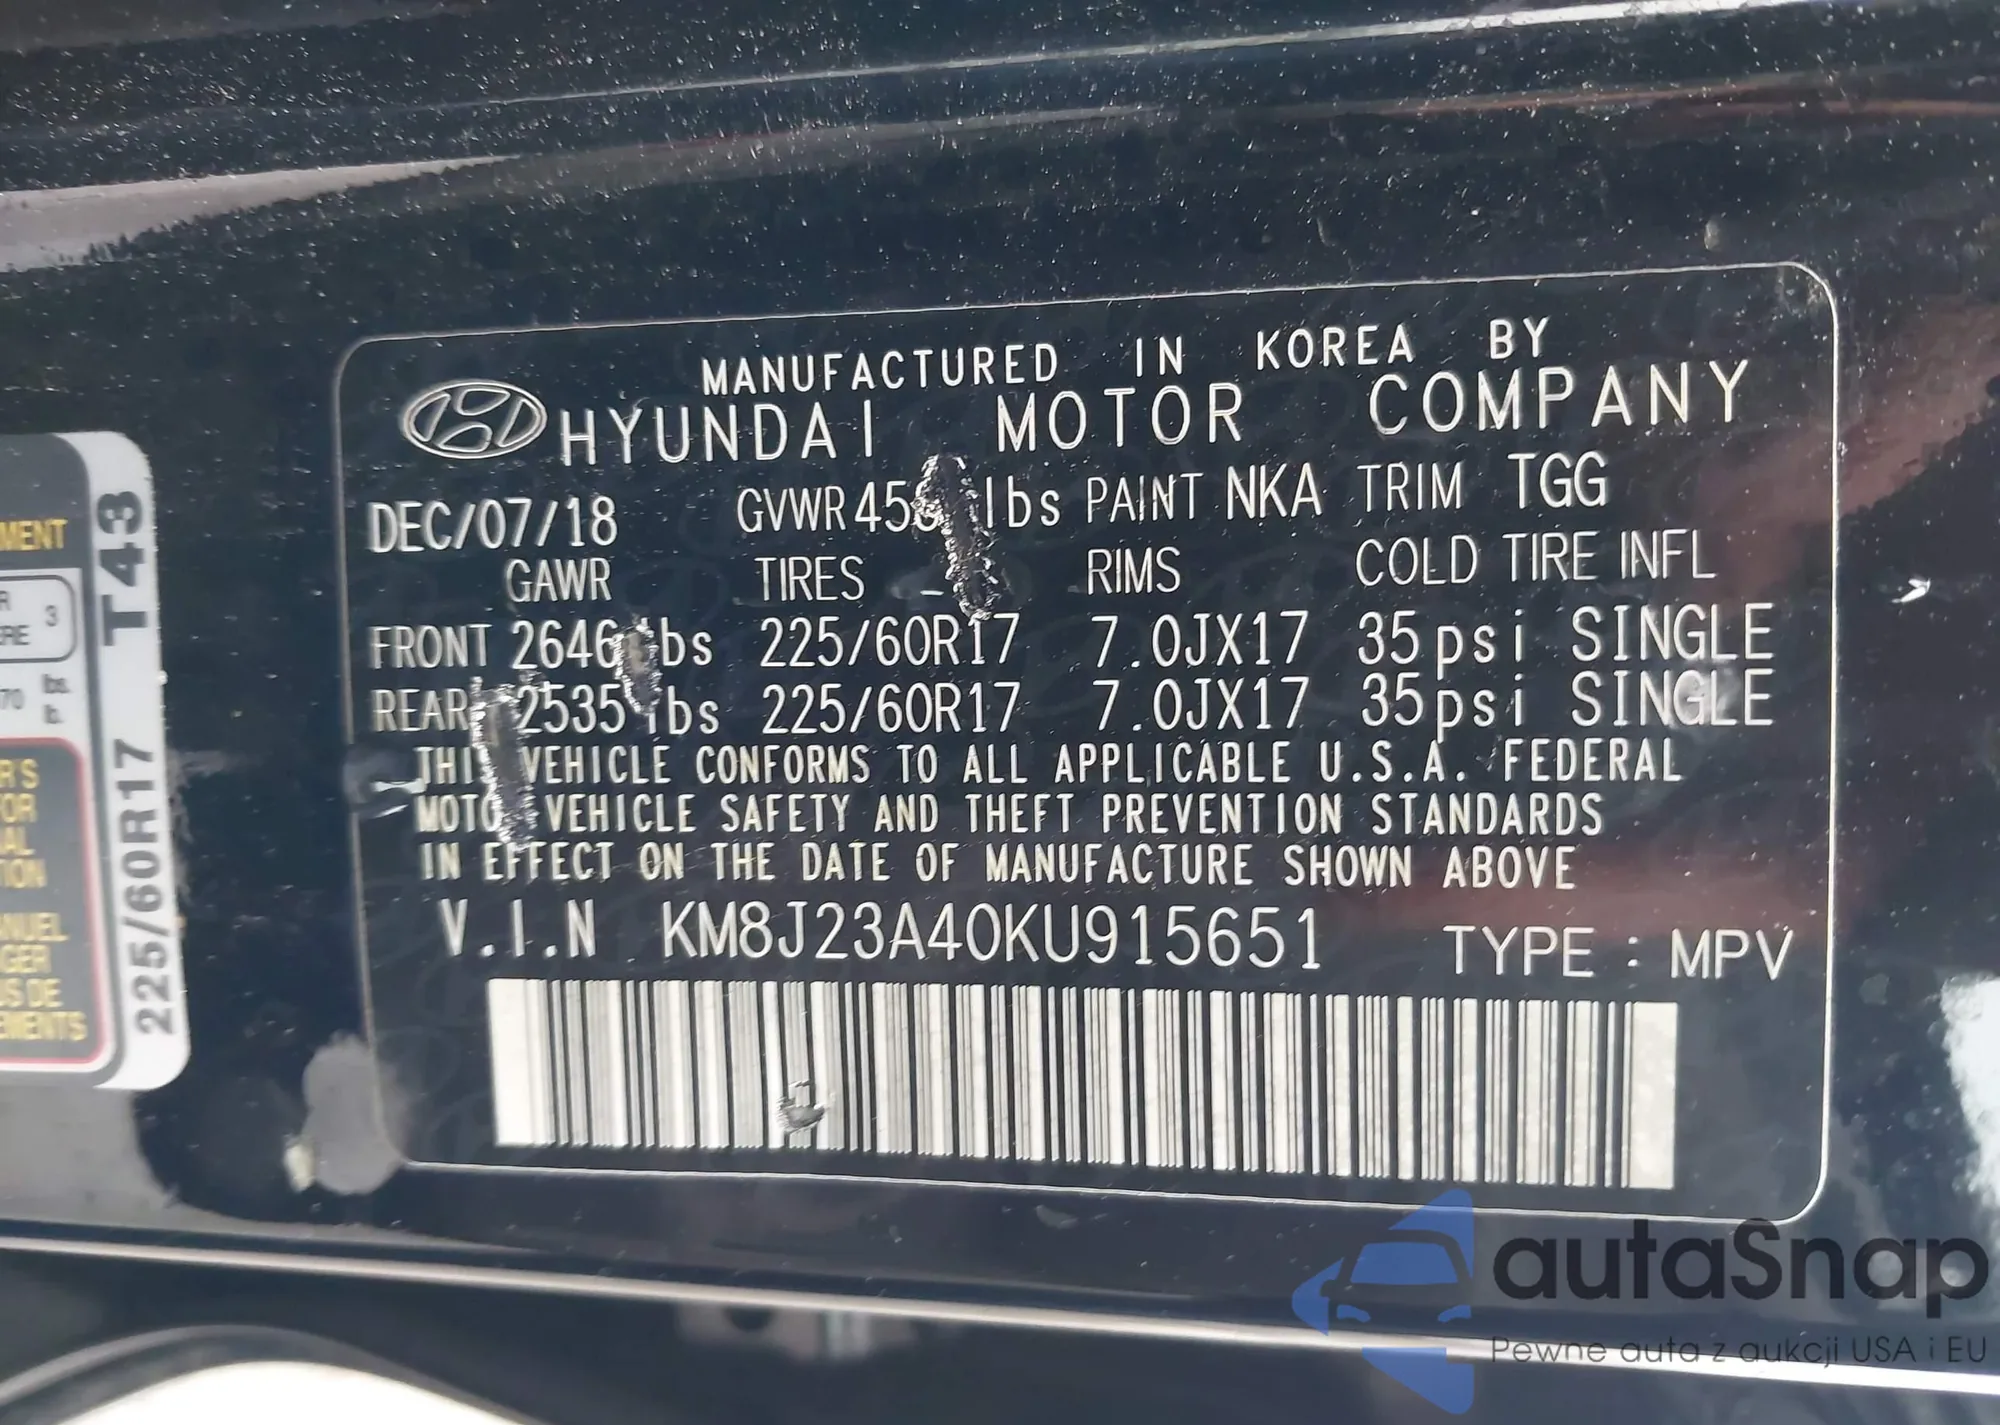 MANUFACTURED IN KOREA BY
HYUNDAI MOTOR COMPANY
DEC/07/18 GVWR lbs PAINT NKA TRIM TGG
GAWR TIRES RIMS COLD TIRE INFL
FRONT 2646 lbs 225/60R17 7.0JX17 35psi SINGLE
REAR 2535 lbs 225/60R17 7.0JX17 35psi SINGLE
THIS VEHICLE CONFORMS TO ALL APPLICABLE U.S.A. FEDERAL
MOTOR VEHICLE SAFETY AND THEFT PREVENTION STANDARDS
IN EFFECT ON THE DATE OF MANUFACTURE SHOWN ABOVE
V.I.N KM8J23A40KU915651 TYPE : MPV
225/60R17 T43
autaSnap
Pewne auta z aukcji USA i EU